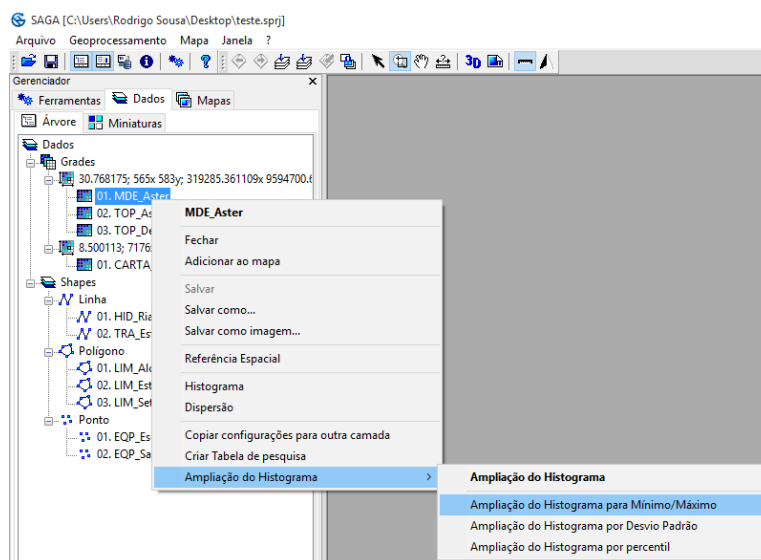 SAGA [C:\Users\Rodrigo Sousa\Desktop\teste.sprj]
Arquivo Geoprocessamento Mapa Janela ?
3D
Gerenciador
Ferramentas Dados Mapas
Árvore Miniaturas
Dados
Grades
30.768175; 565x 583y; 319285.361109x 9594700.6
01. MDE_Aster
02. TOP_As
03. TOP_De
8.500113; 7176
01. CARTA_
Shapes
Linha
01. HID_Ria
02. TRA_Es
Polígono
01. LIM_Alc
02. LIM_Est
03. LIM_Set
Ponto
01. EQP_Es
02. EQP_Sa
MDE_Aster
Fechar
Adicionar ao mapa
Salvar
Salvar como...
Salvar como imagem...
Referência Espacial
Histograma
Dispersão
Copiar configurações para outra camada
Criar Tabela de pesquisa
Ampliação do Histograma
Ampliação do Histograma
Ampliação do Histograma para Mínimo/Máximo
Ampliação do Histograma por Desvio Padrão
Ampliação do Histograma por percentil